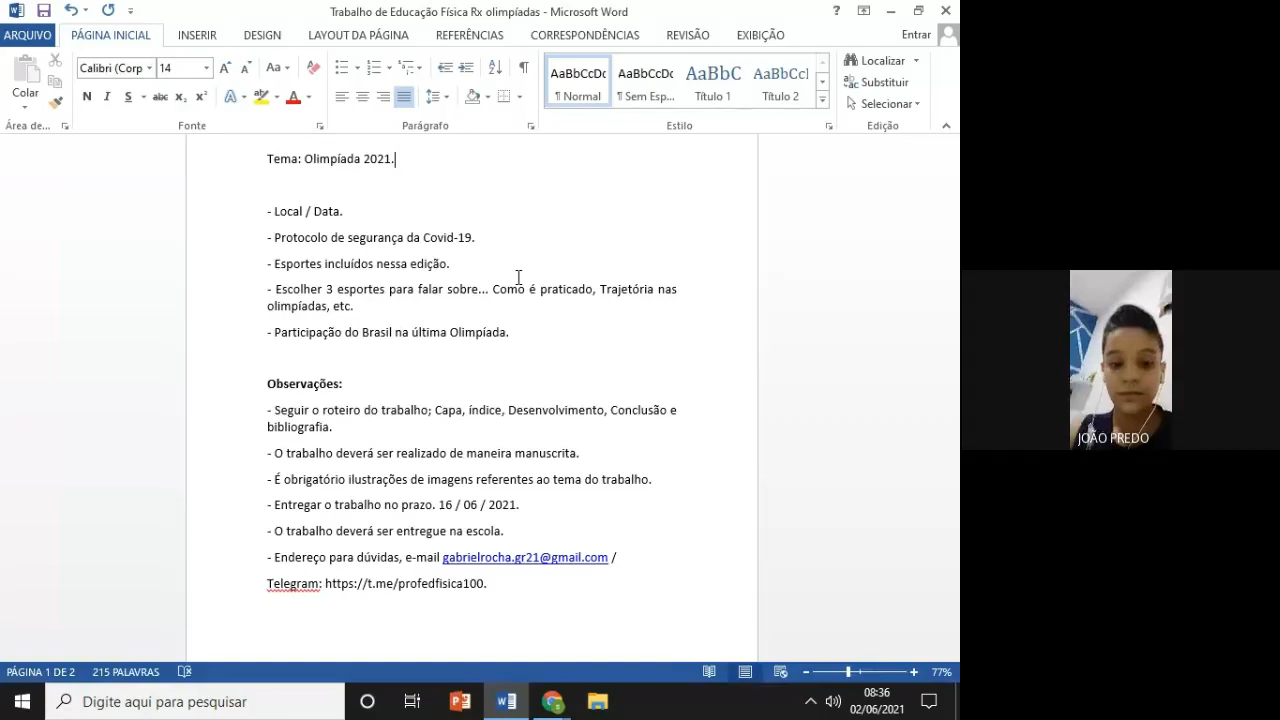 Trabalho de Educação Física Rx olimpíadas - Microsoft Word
ARQUIVO PÁGINA INICIAL INSERIR DESIGN LAYOUT DA PÁGINA REFERÊNCIAS CORRESPONDÊNCIAS REVISÃO EXIBIÇÃO Entrar
Colar
Calibri (Corp 14
AaBbCcDc AaBbCcDc AaBbC AaBbCcI
¶ Normal ¶ Sem Esp... Título 1 Título 2
Localizar
Substituir
Selecionar
Área de... Fonte Parágrafo Estilo Edição
Tema: Olimpíada 2021.
- Local / Data.
- Protocolo de segurança da Covid-19.
- Esportes incluídos nessa edição.
- Escolher 3 esportes para falar sobre... Como é praticado, Trajetória nas
olimpíadas, etc.
- Participação do Brasil na última Olimpíada.
Observações:
- Seguir o roteiro do trabalho; Capa, índice, Desenvolvimento, Conclusão e
bibliografia.
- O trabalho deverá ser realizado de maneira manuscrita.
- É obrigatório ilustrações de imagens referentes ao tema do trabalho.
- Entregar o trabalho no prazo. 16 / 06 / 2021.
- O trabalho deverá ser entregue na escola.
- Endereço para dúvidas, e-mail gabrielrocha.gr21@gmail.com /
Telegram: https://t.me/profedfisica100.
JOÃO PREDO
PÁGINA 1 DE 2 215 PALAVRAS 77%
Digite aqui para pesquisar
08:36
02/06/2021